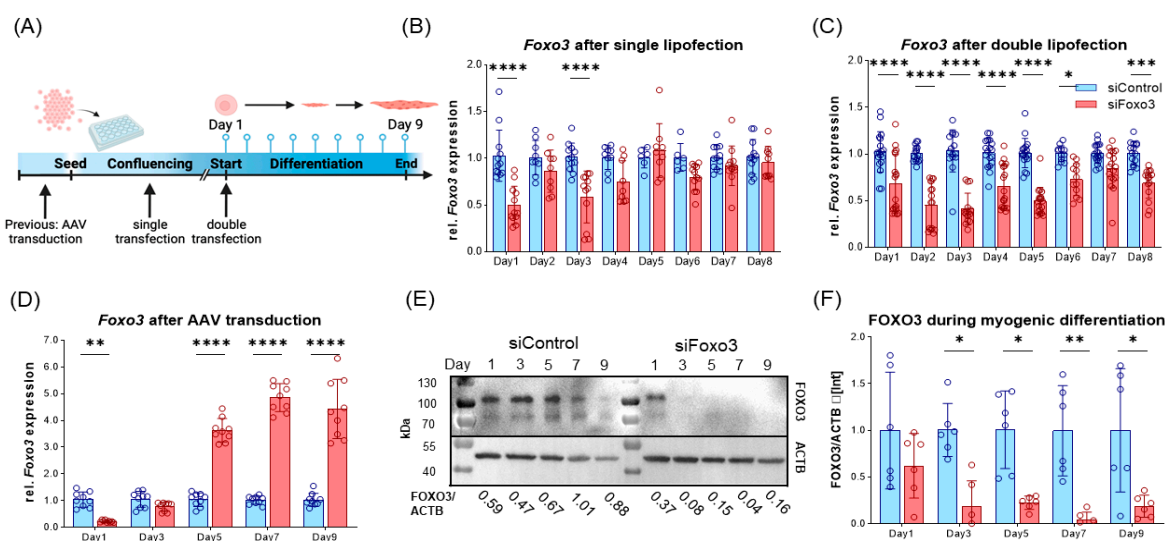 (A)
Day 1
Day 9
Seed
Confluencing
Start
Differentiation
End
Previous: AAV
transduction
single
transfection
double
transfection
(B)
Foxo3 after single lipofection
rel. Foxo3 expression
2.0
1.5
1.0
0.5
0.0
**** ****
Day1 Day2 Day3 Day4 Day5 Day6 Day7 Day8
(C)
Foxo3 after double lipofection
rel. Foxo3 expression
2.0
1.5
1.0
0.5
0.0
**** **** **** **** **** * ***
siControl
siFoxo3
Day1 Day2 Day3 Day4 Day5 Day6 Day7 Day8
(D)
Foxo3 after AAV transduction
rel. Foxo3 expression
7.0
6.0
5.0
4.0
3.0
2.0
1.0
0.0
** **** **** ****
Day1 Day3 Day5 Day7 Day9
(E)
siControl siFoxo3
Day 1 3 5 7 9 1 3 5 7 9
kDa
130
100
70
55
40
FOXO3
ACTB
FOXO3/
ACTB
0.59 0.47 0.67 1.01 0.88 0.37 0.08 0.15 0.04 0.16
(F)
FOXO3 during myogenic differentiation
FOXO3/ACTB □[Int]
2.0
1.5
1.0
0.5
0.0
* * ** *
Day1 Day3 Day5 Day7 Day9